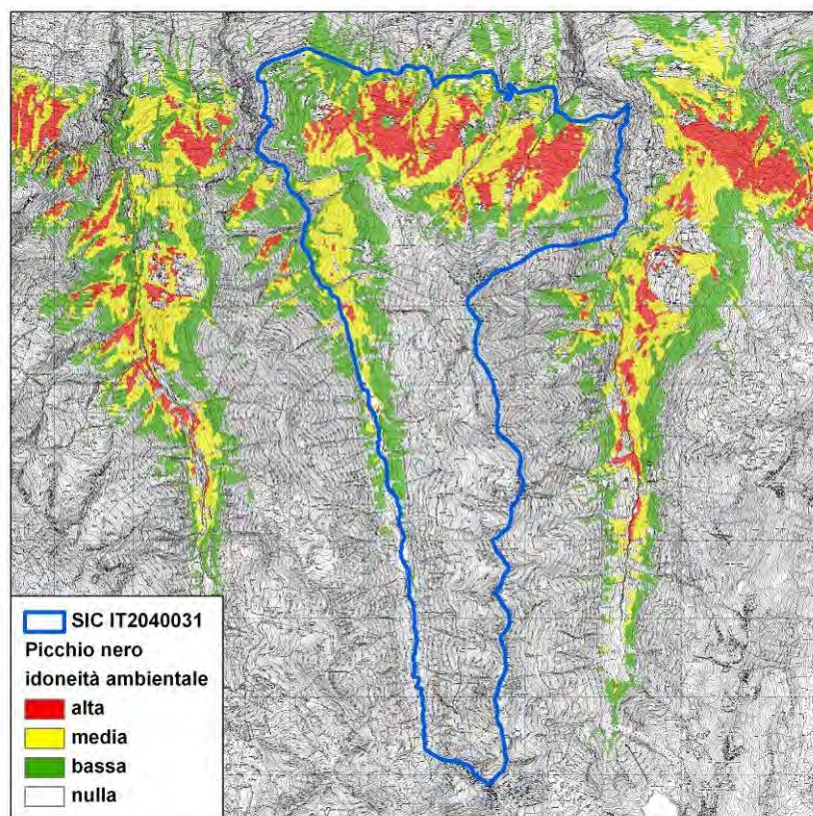 SIC IT2040031
Picchio nero
idoneità ambientale
alta
media
bassa
nulla